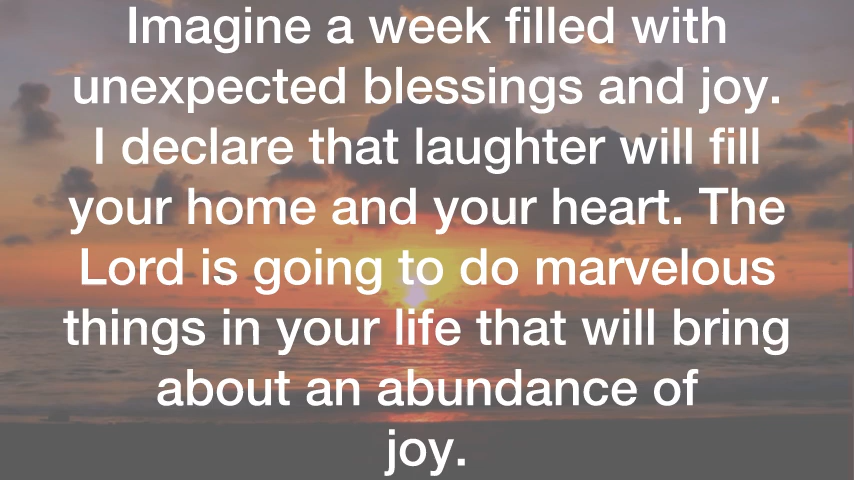 Imagine a week filled with
unexpected blessings and joy.
I declare that laughter will fill
your home and your heart. The
Lord is going to do marvelous
things in your life that will bring
about an abundance of
joy.